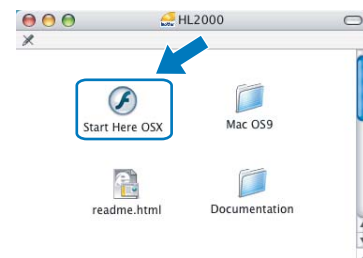 HL2000
Start Here OSX
Mac OS9
readme.html
Documentation